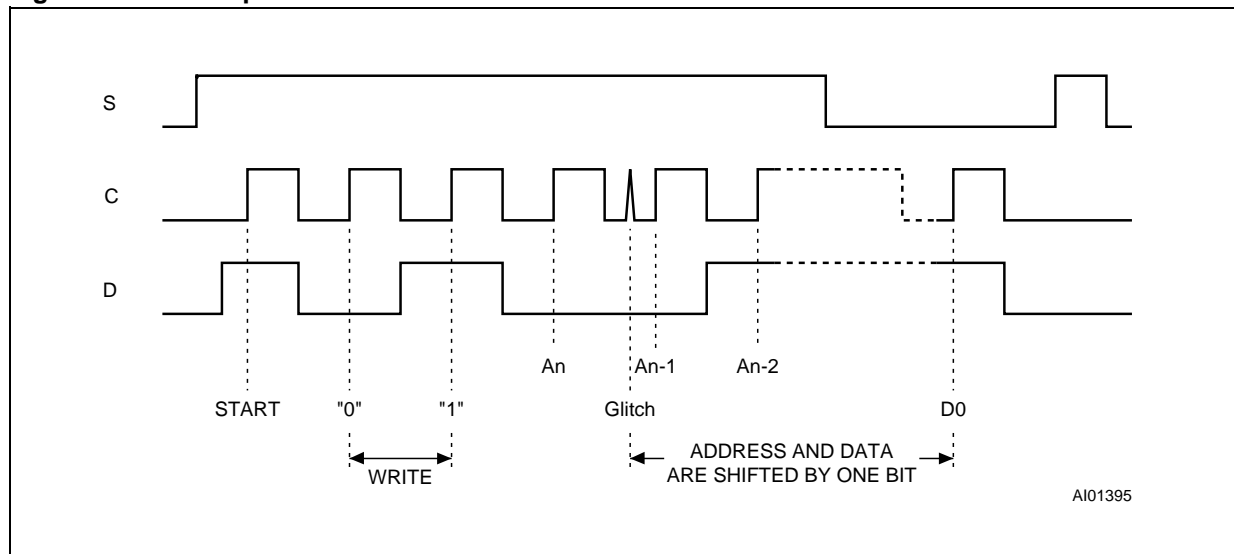 S
C
D
An An-1 An-2
START "0" "1" Glitch D0
ADDRESS AND DATA
WRITE ARE SHIFTED BY ONE BIT
AI01395